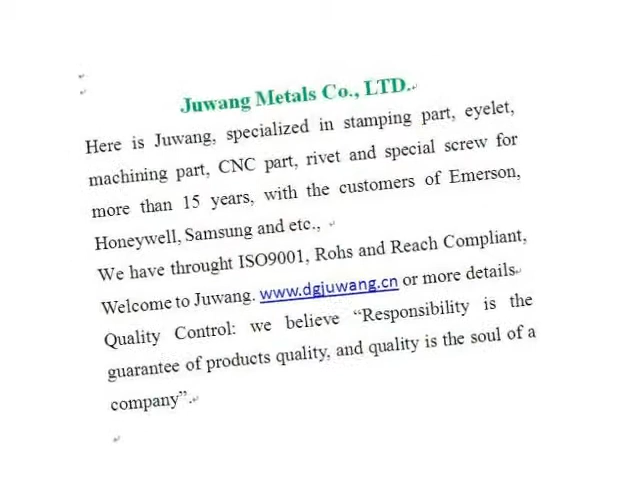 Juwang Metals Co., LTD.
Here is Juwang, specialized in stamping part, eyelet,
machining part, CNC part, rivet and special screw for
more than 15 years, with the customers of Emerson,
Honeywell, Samsung and etc.,
We have throught ISO9001, Rohs and Reach Compliant,
Welcome to Juwang. www.dgjuwang.cn or more details
Quality Control: we believe “Responsibility is the
guarantee of products quality, and quality is the soul of a
company”.